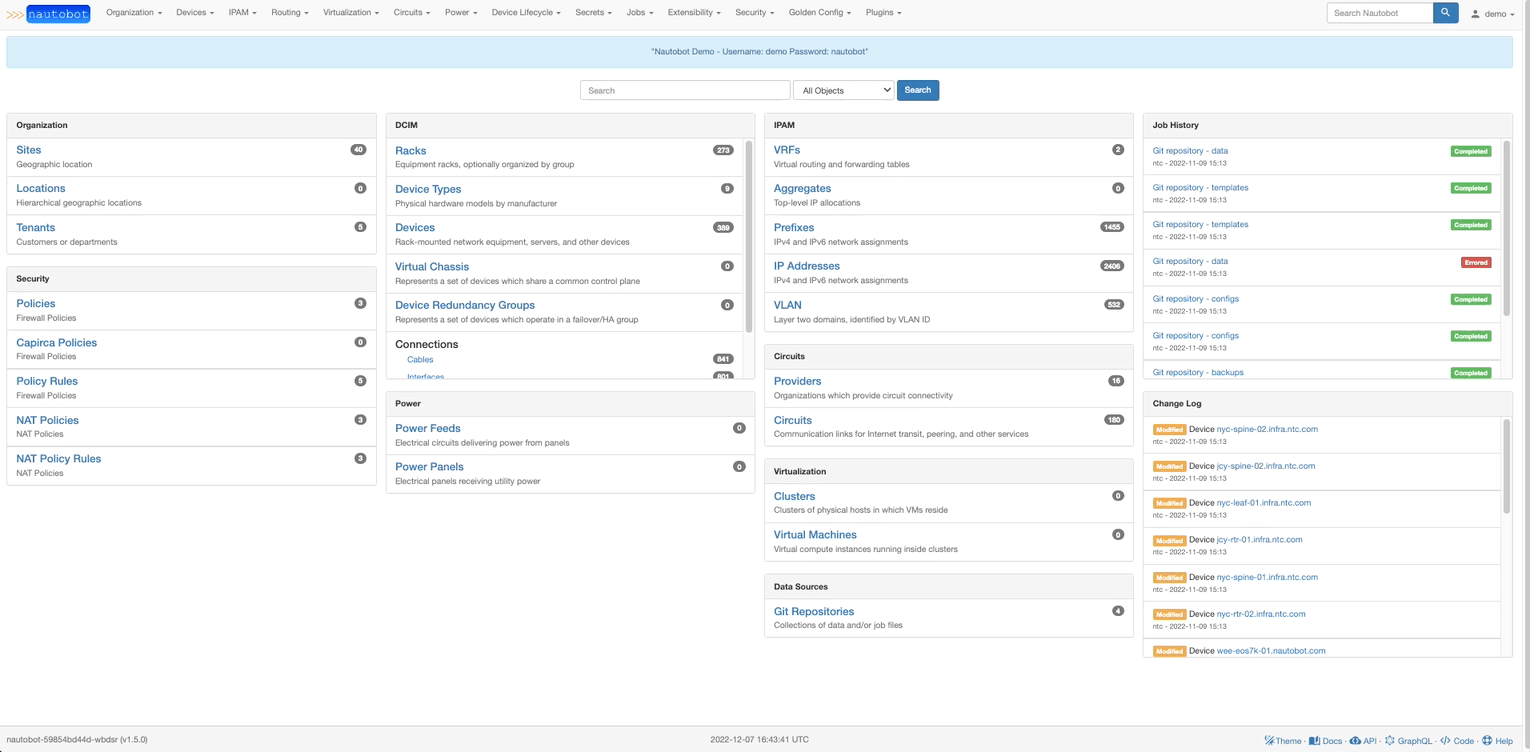 >>> nautobot
Organization Devices IPAM Routing Virtualization Circuits Power Device Lifecycle Secrets Jobs Extensibility Security Golden Config Plugins
Search Nautobot
demo
"Nautobot Demo - Username: demo Password: nautobot"
Search
All Objects
Search
Organization
Sites 40
Geographic location
Locations 0
Hierarchical geographic locations
Tenants 5
Customers or departments
Security
Policies 3
Firewall Policies
Capirca Policies 0
Firewall Policies
Policy Rules 5
Firewall Policies
NAT Policies 3
NAT Policies
NAT Policy Rules 3
NAT Policies
DCIM
Racks 273
Equipment racks, optionally organized by group
Device Types 9
Physical hardware models by manufacturer
Devices 389
Rack-mounted network equipment, servers, and other devices
Virtual Chassis 0
Represents a set of devices which share a common control plane
Device Redundancy Groups 0
Represents a set of devices which operate in a failover/HA group
Connections
Cables 841
Interfaces 801
Power
Power Feeds 0
Electrical circuits delivering power from panels
Power Panels 0
Electrical panels receiving utility power
IPAM
VRFs 2
Virtual routing and forwarding tables
Aggregates 0
Top-level IP allocations
Prefixes 1455
IPv4 and IPv6 network assignments
IP Addresses 2406
IPv4 and IPv6 network assignments
VLAN 532
Layer two domains, identified by VLAN ID
Circuits
Providers 16
Organizations which provide circuit connectivity
Circuits 180
Communication links for Internet transit, peering, and other services
Virtualization
Clusters 0
Clusters of physical hosts in which VMs reside
Virtual Machines 0
Virtual compute instances running inside clusters
Data Sources
Git Repositories 4
Collections of data and/or job files
Job History
Git repository - data Completed
ntc - 2022-11-09 15:13
Git repository - templates Completed
ntc - 2022-11-09 15:13
Git repository - templates Completed
ntc - 2022-11-09 15:13
Git repository - data Errored
ntc - 2022-11-09 15:13
Git repository - configs Completed
ntc - 2022-11-09 15:13
Git repository - configs Completed
ntc - 2022-11-09 15:13
Git repository - backups Completed
Change Log
Modified Device nyc-spine-02.infra.ntc.com
ntc - 2022-11-09 15:13
Modified Device jcy-spine-02.infra.ntc.com
ntc - 2022-11-09 15:13
Modified Device nyc-leaf-01.infra.ntc.com
ntc - 2022-11-09 15:13
Modified Device jcy-rtr-01.infra.ntc.com
ntc - 2022-11-09 15:13
Modified Device nyc-spine-01.infra.ntc.com
ntc - 2022-11-09 15:13
Modified Device nyc-rtr-02.infra.ntc.com
ntc - 2022-11-09 15:13
Modified Device wee-eos7k-01.nautobot.com
nautobot-59854bd44d-wbdsr (v1.5.0)
2022-12-07 16:43:41 UTC
Theme · Docs · API · GraphQL · Code · Help